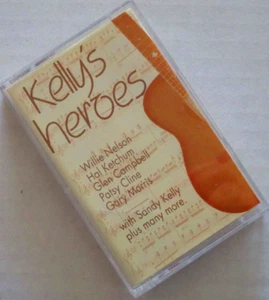 Kelly's
heroes
Willie Nelson
Hal Ketchum
Glen Campbell
Patsy Cline
Gary Morris
with Sandy Kelly
plus many more.